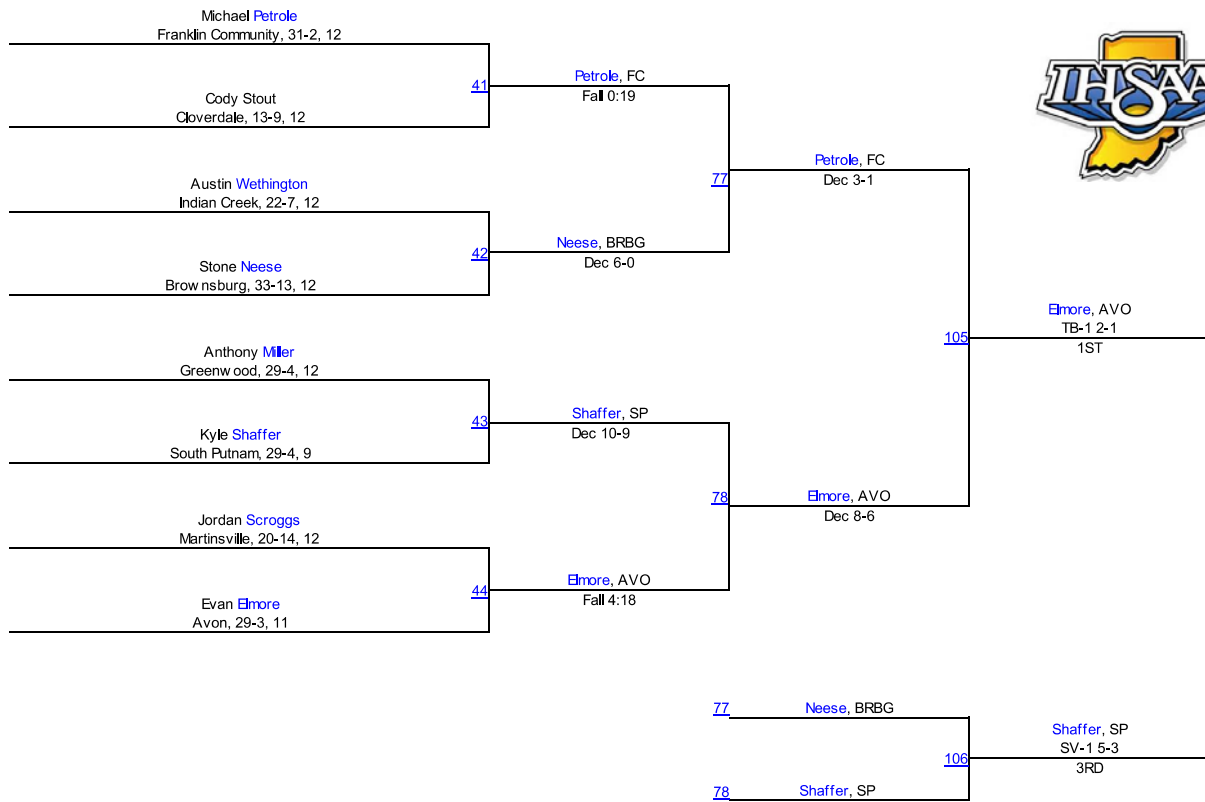 Michael Petrole
Franklin Community, 31-2, 12
41
Petrole, FC
Fall 0:19
Cody Stout
Cloverdale, 13-9, 12
77
Petrole, FC
Dec 3-1
Austin Wethington
Indian Creek, 22-7, 12
42
Neese, BRBG
Dec 6-0
Stone Neese
Brownsburg, 33-13, 12
105
Elmore, AVO
TB-1 2-1
1ST
Anthony Miller
Greenwood, 29-4, 12
43
Shaffer, SP
Dec 10-9
Kyle Shaffer
South Putnam, 29-4, 9
78
Elmore, AVO
Dec 8-6
Jordan Scroggs
Martinsville, 20-14, 12
44
Elmore, AVO
Fall 4:18
Evan Elmore
Avon, 29-3, 11
77
Neese, BRBG
106
Shaffer, SP
SV-1 5-3
3RD
78
Shaffer, SP
IHSAA